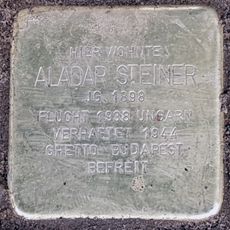 HIER WOHNTE
ALADAR STEINER
JG. 1898
FLUCHT 1938 UNGARN
VERHAFTET 1944
GHETTO BUDAPEST
BEFREIT